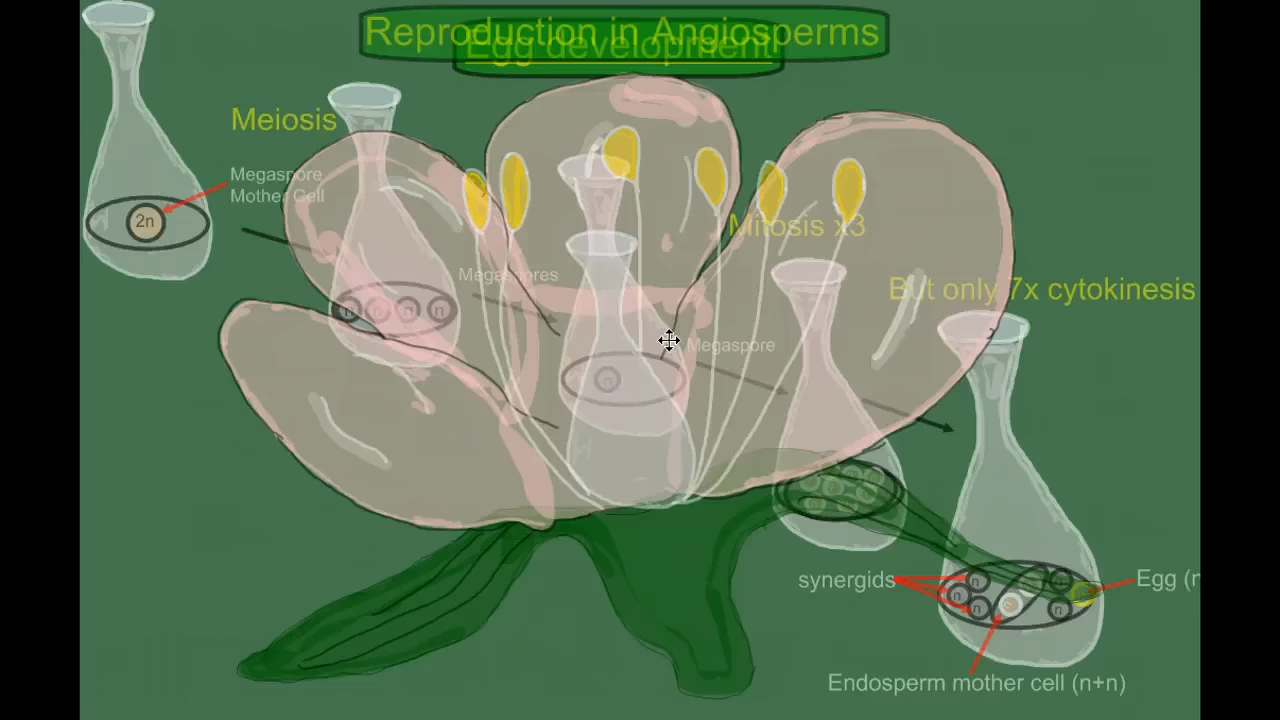 Reproduction in Angiosperms
Egg development
Meiosis
Megaspore
Mother Cell
2n
Mitosis x3
Megaspores
But only 7x cytokinesis
n n n n
Megaspore
n
synergids
n
n
n
n
Egg (n
Endosperm mother cell (n+n)